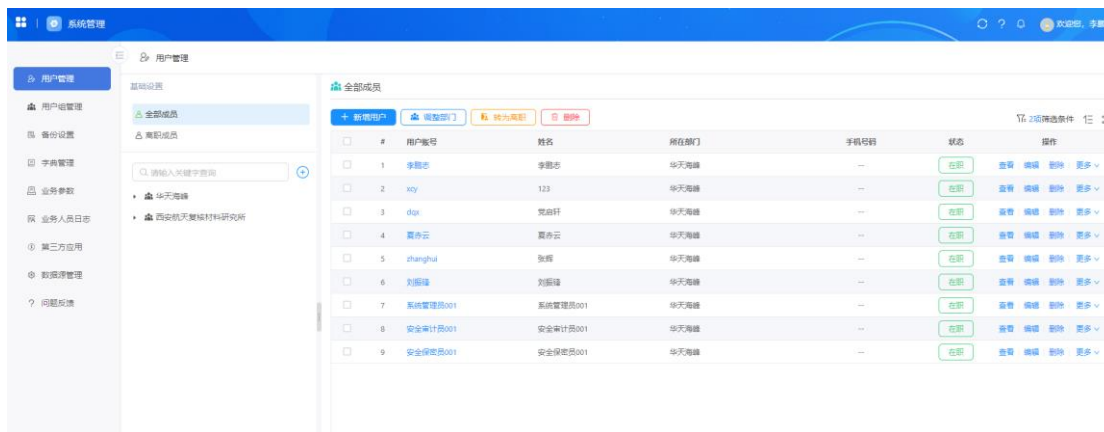 系统管理
欢迎您, 李鹏
用户管理
用户组管理
备份设置
字典管理
业务参数
业务人员日志
第三方应用
数据源管理
问题反馈
用户管理
基础设置
全部成员
离职成员
请输入关键字查询
华天海峰
西安航天复核材料研究所
全部成员
+ 新增用户 调整部门 转为离职 删除 2项筛选条件
# 用户账号 姓名 所在部门 手机号码 状态 操作
1 李鹏志 李鹏志 华天海峰 — 在职 查看 编辑 删除 更多
2 xcy 123 华天海峰 — 在职 查看 编辑 删除 更多
3 dqx 党启轩 华天海峰 — 在职 查看 编辑 删除 更多
4 夏赤云 夏赤云 华天海峰 — 在职 查看 编辑 删除 更多
5 zhanghui 张辉 华天海峰 — 在职 查看 编辑 删除 更多
6 刘振锋 刘振锋 华天海峰 — 在职 查看 编辑 删除 更多
7 系统管理员001 系统管理员001 华天海峰 — 在职 查看 编辑 删除 更多
8 安全审计员001 安全审计员001 华天海峰 — 在职 查看 编辑 删除 更多
9 安全保密员001 安全保密员001 华天海峰 — 在职 查看 编辑 删除 更多